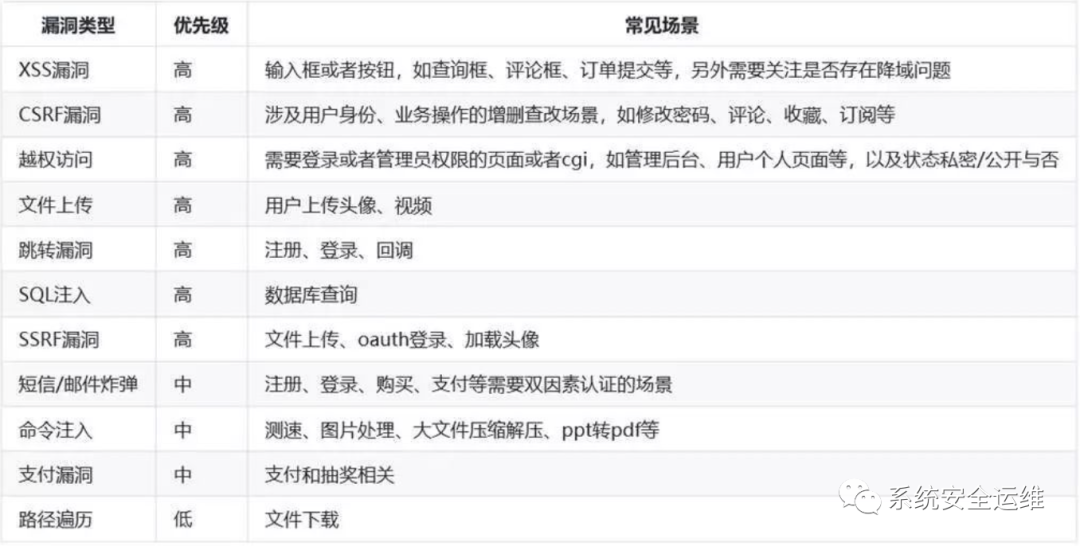 漏洞类型 优先级 常见场景
XSS漏洞 高 输入框或者按钮，如查询框、评论框、订单提交等，另外需要关注是否存在降域问题
CSRF漏洞 高 涉及用户身份、业务操作的增删查改场景，如修改密码、评论、收藏、订阅等
越权访问 高 需要登录或者管理员权限的页面或者cgi，如管理后台、用户个人页面等，以及状态私密/公开与否
文件上传 高 用户上传头像、视频
跳转漏洞 高 注册、登录、回调
SQL注入 高 数据库查询
SSRF漏洞 高 文件上传、oauth登录、加载头像
短信/邮件炸弹 中 注册、登录、购买、支付等需要双因素认证的场景
命令注入 中 测速、图片处理、大文件压缩解压、ppt转pdf等
支付漏洞 中 支付和抽奖相关
路径遍历 低 文件下载
系统安全运维